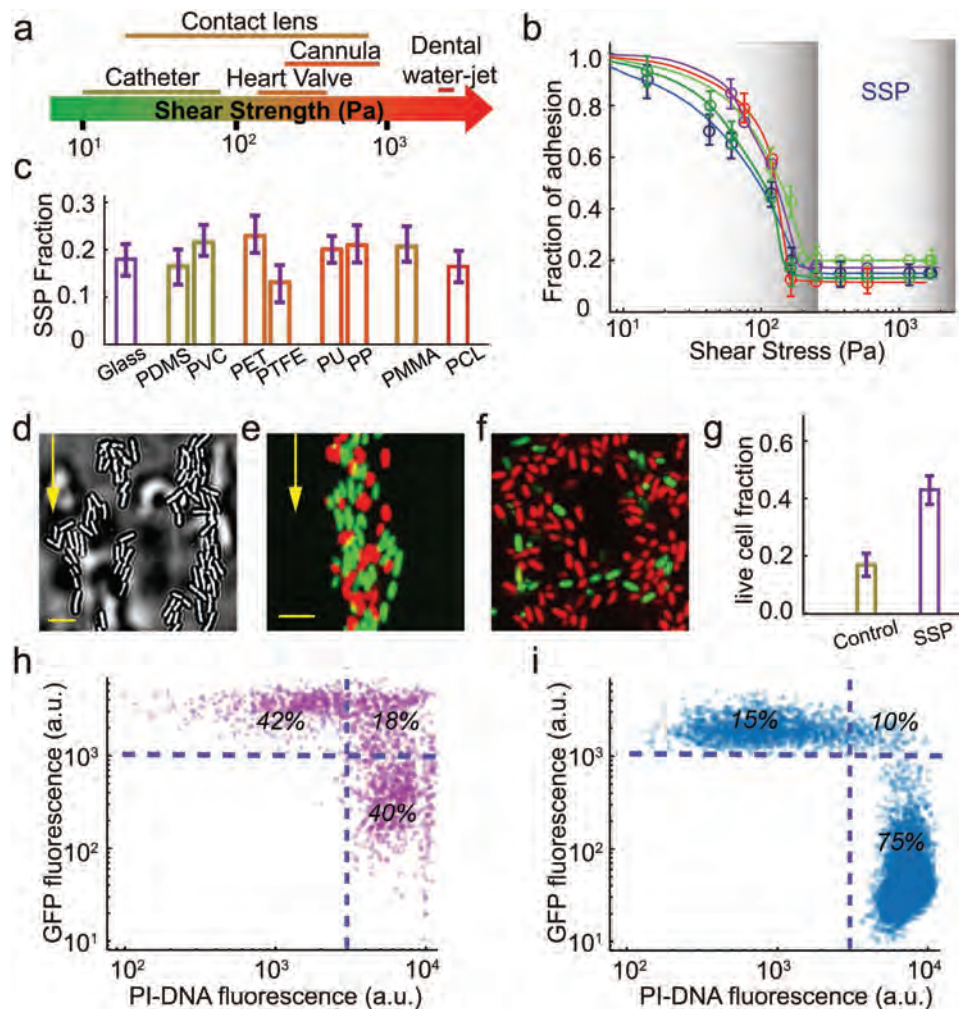 a
Contact lens
Cannula
Dental
water-jet
Catheter
Heart Valve
Shear Strength (Pa)
10¹
10²
10³
b
SSP
1.0
0.8
0.6
0.4
0.2
0
Fraction of adhesion
10¹
10²
10³
Shear Stress (Pa)
c
0.3
0.2
0.1
0
SSP Fraction
Glass
PDMS
PVC
PET
PTFE
PU
PP
PMMA
PCL
d
e
f
g
0.6
0.4
0.2
0.0
live cell fraction
Control
SSP
h
42%
18%
40%
10³
10²
10¹
GFP fluorescence (a.u.)
10²
10³
10⁴
PI-DNA fluorescence (a.u.)
i
15%
10%
75%
10³
10²
10¹
GFP fluorescence (a.u.)
10²
10³
10⁴
PI-DNA fluorescence (a.u.)